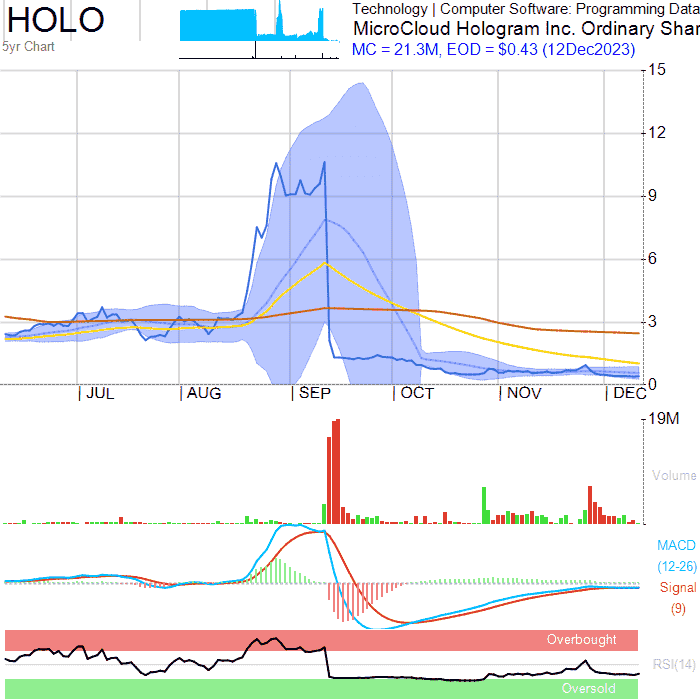 HOLO
5yr Chart
Technology | Computer Software: Programming Data
MicroCloud Hologram Inc. Ordinary Shar
MC = 21.3M, EOD = $0.43 (12Dec2023)
15
12
9
6
3
0
JUL AUG SEP OCT NOV DEC
19M
Volume
MACD
(12-26)
Signal
(9)
Overbought
RSI(14)
Oversold